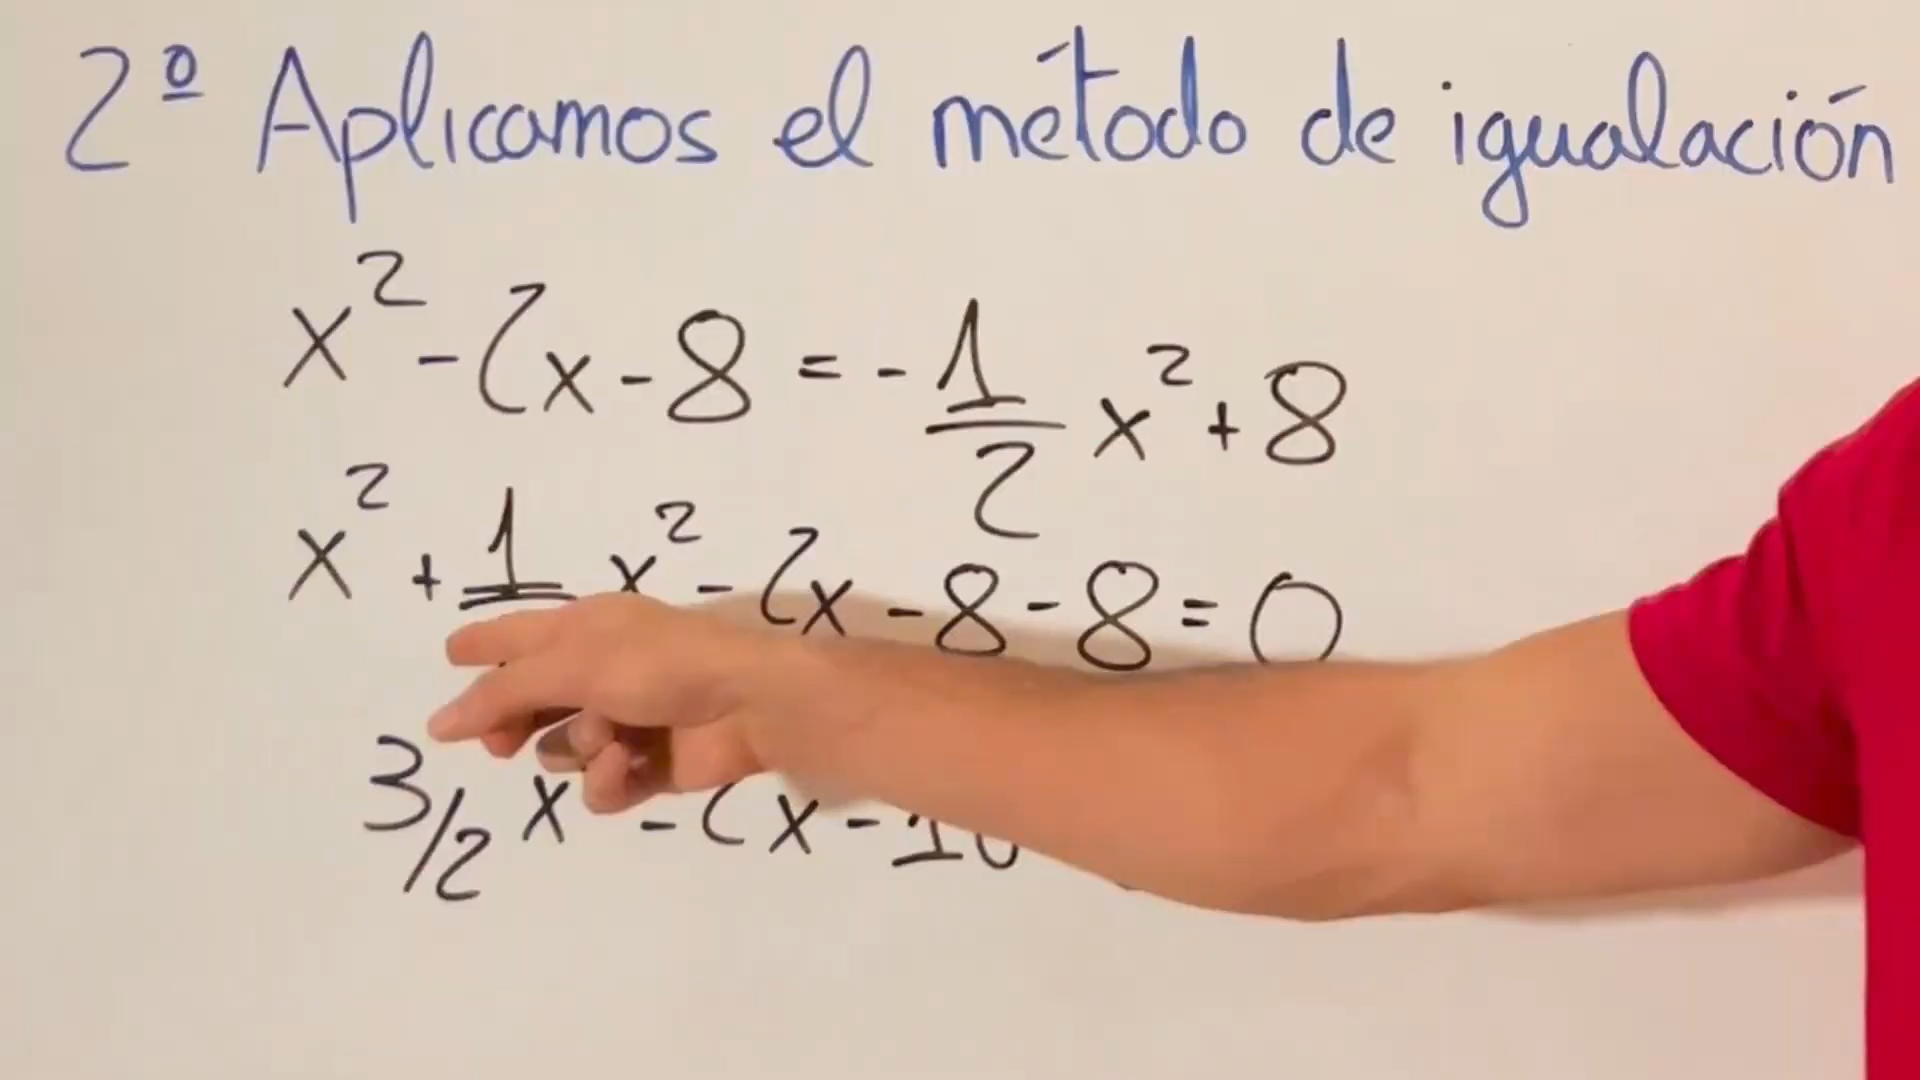 2º Aplicamos el método de igualación
x² - 2x - 8 = - 1/2 x² + 8
x² + 1 x² - 2x - 8 - 8 = 0
3/2 x - 2x - 16